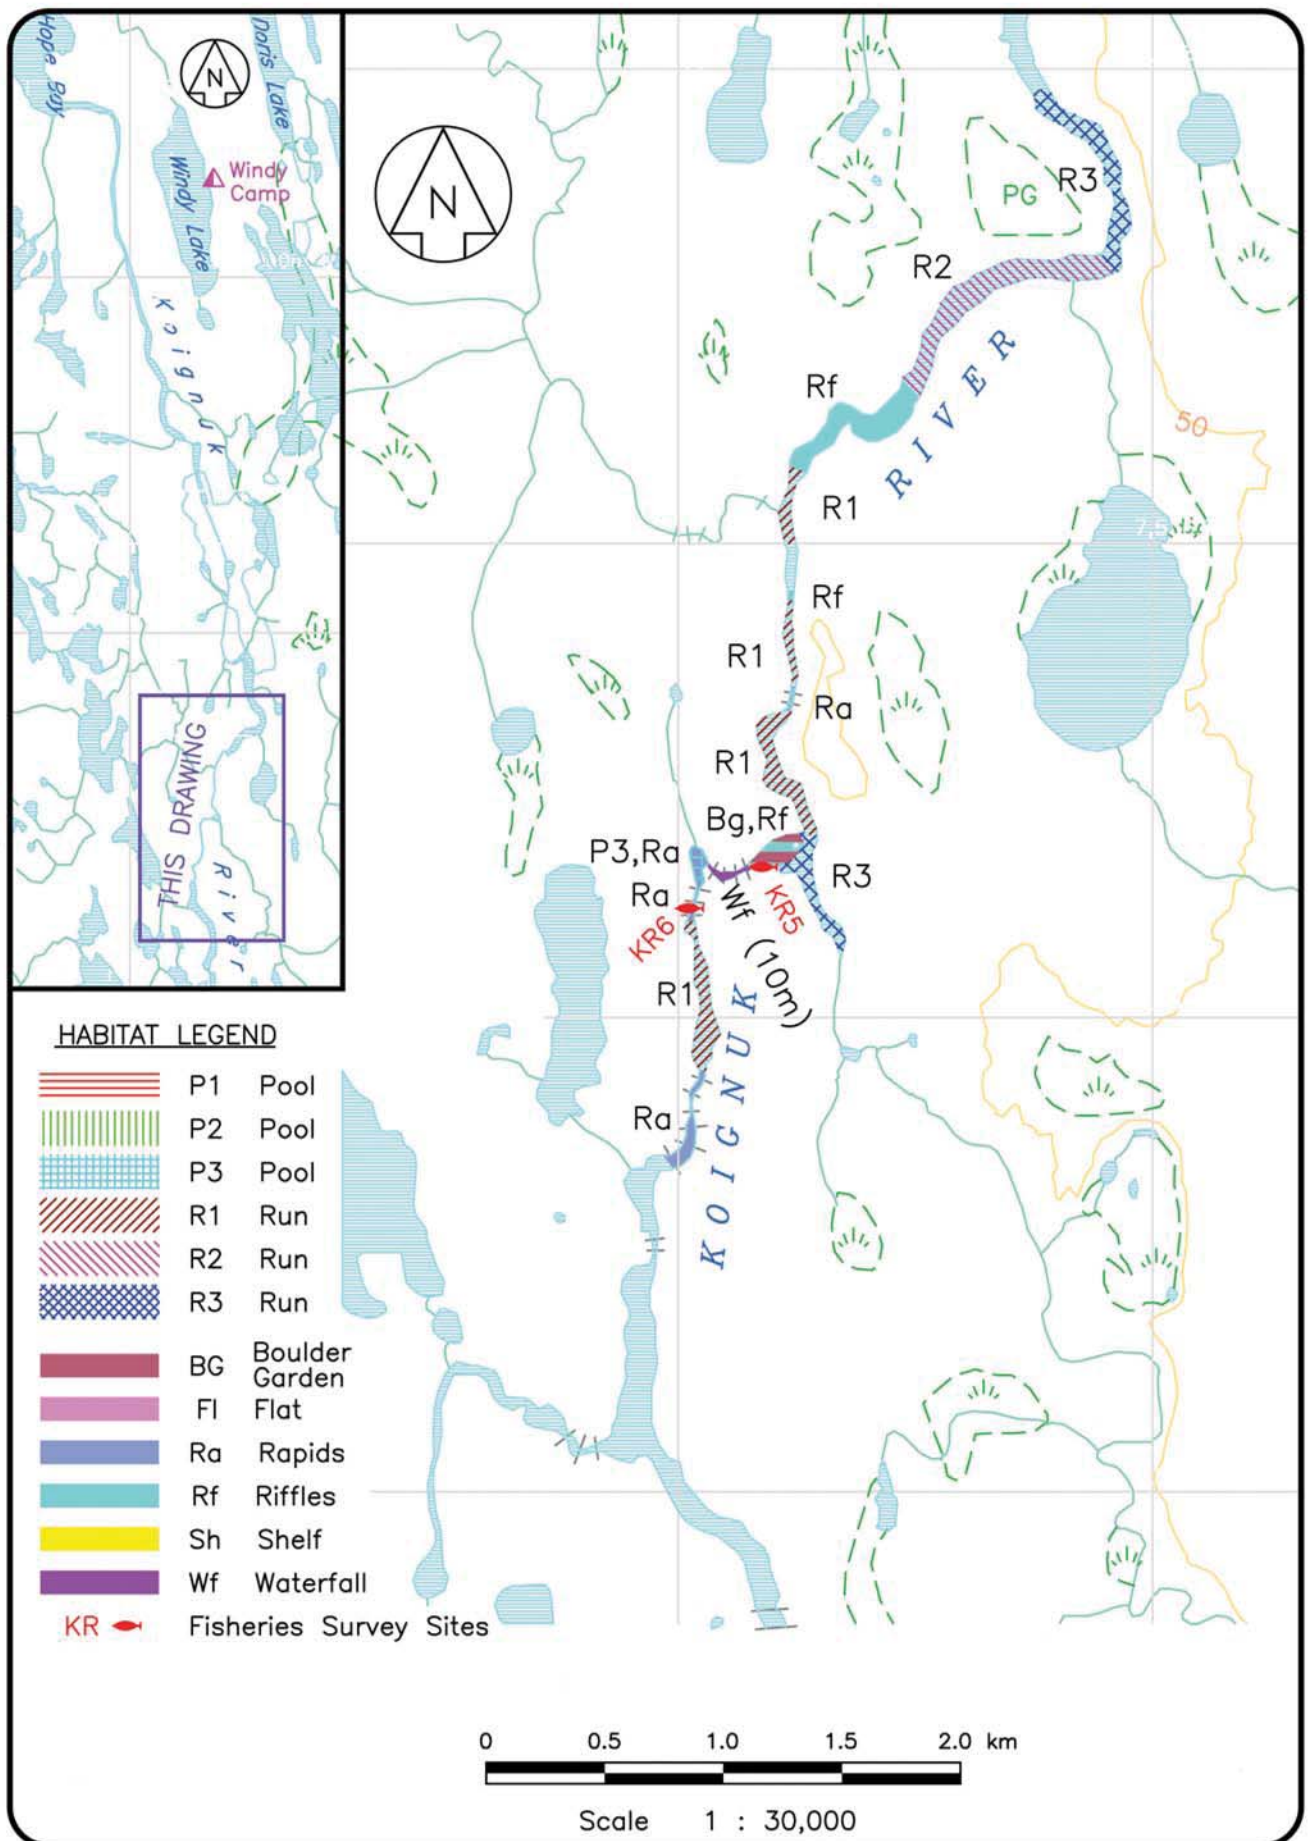 Hope Bay
Doris Lake
N
Windy
Camp
Windy Lake
Koignuk
THIS DRAWING
River
N
R3
PG
R2
RIVER
Rf
50
R1
7,5
Rf
R1
Ra
R1
Bg,Rf
P3,Ra
R3
Ra
Wf (10m)
KR5
KR6
R1
KOIGNUK
Ra
HABITAT LEGEND
P1 Pool
P2 Pool
P3 Pool
R1 Run
R2 Run
R3 Run
BG Boulder
Garden
Fl Flat
Ra Rapids
Rf Riffles
Sh Shelf
Wf Waterfall
KR Fisheries Survey Sites
0 0.5 1.0 1.5 2.0 km
Scale 1 : 30,000